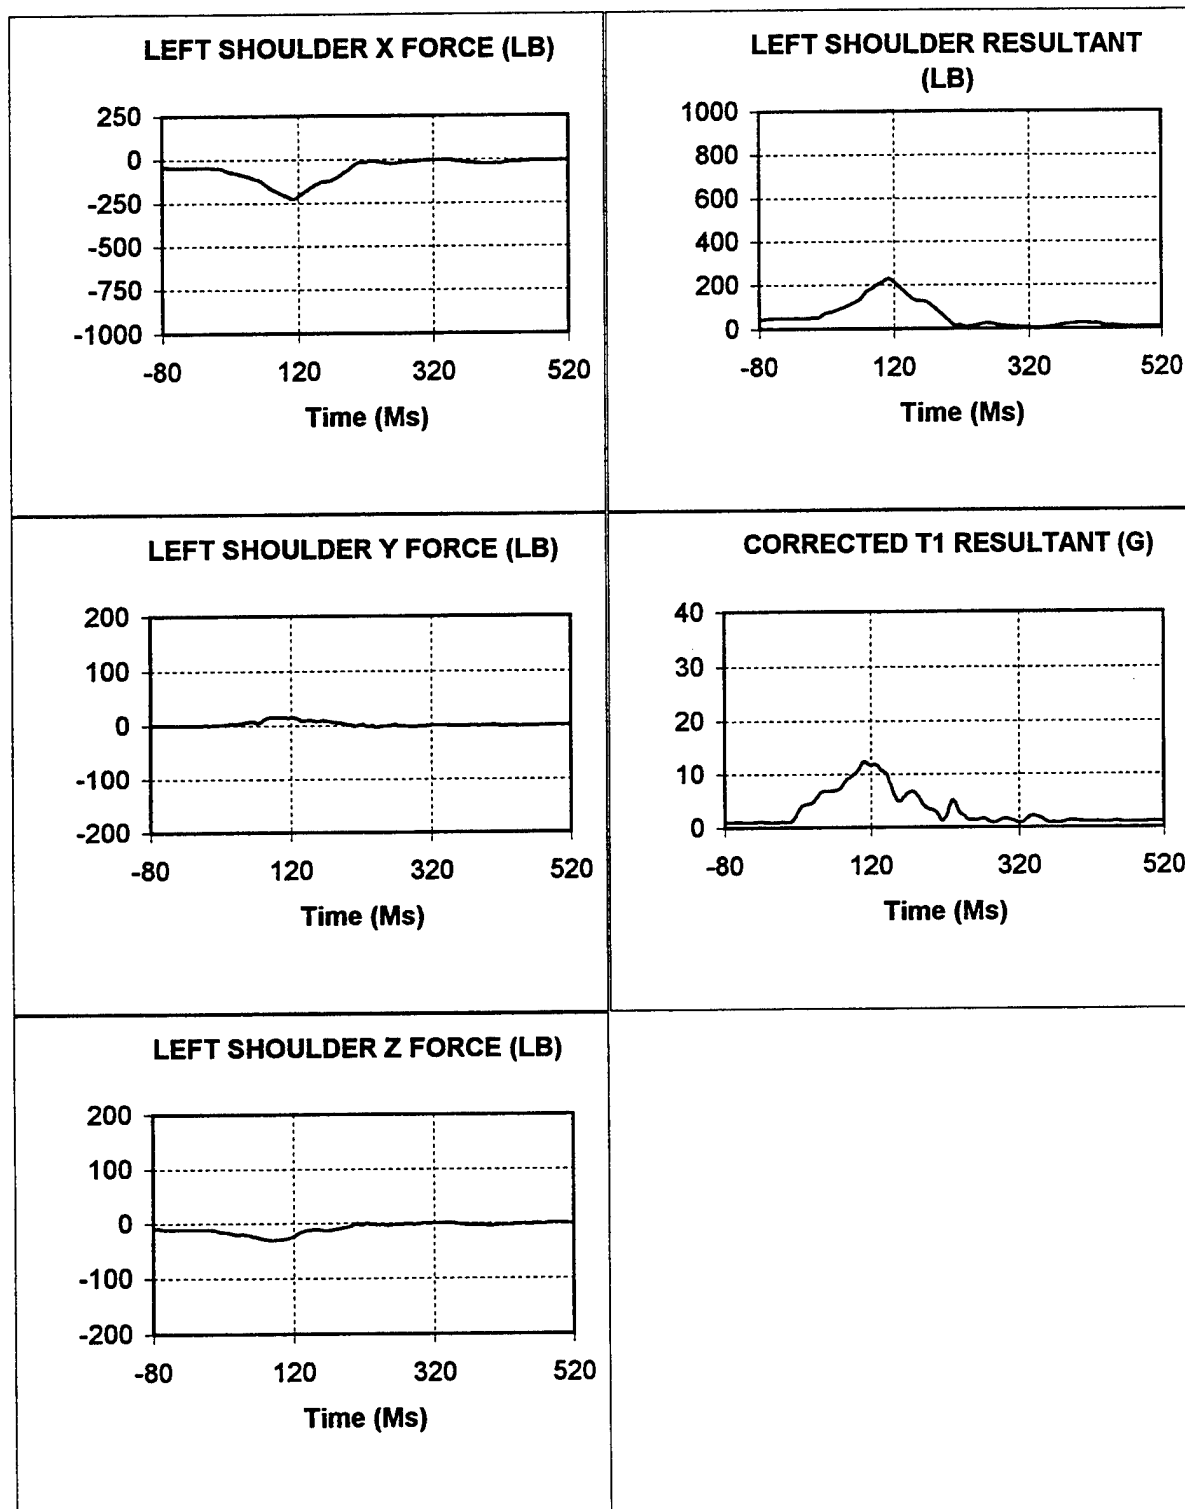 LEFT SHOULDER X FORCE (LB)
250
0
-250
-500
-750
-1000
-80 120 320 520
Time (Ms)
LEFT SHOULDER RESULTANT
(LB)
1000
800
600
400
200
0
-80 120 320 520
Time (Ms)
LEFT SHOULDER Y FORCE (LB)
200
100
0
-100
-200
-80 120 320 520
Time (Ms)
CORRECTED T1 RESULTANT (G)
40
30
20
10
0
-80 120 320 520
Time (Ms)
LEFT SHOULDER Z FORCE (LB)
200
100
0
-100
-200
-80 120 320 520
Time (Ms)